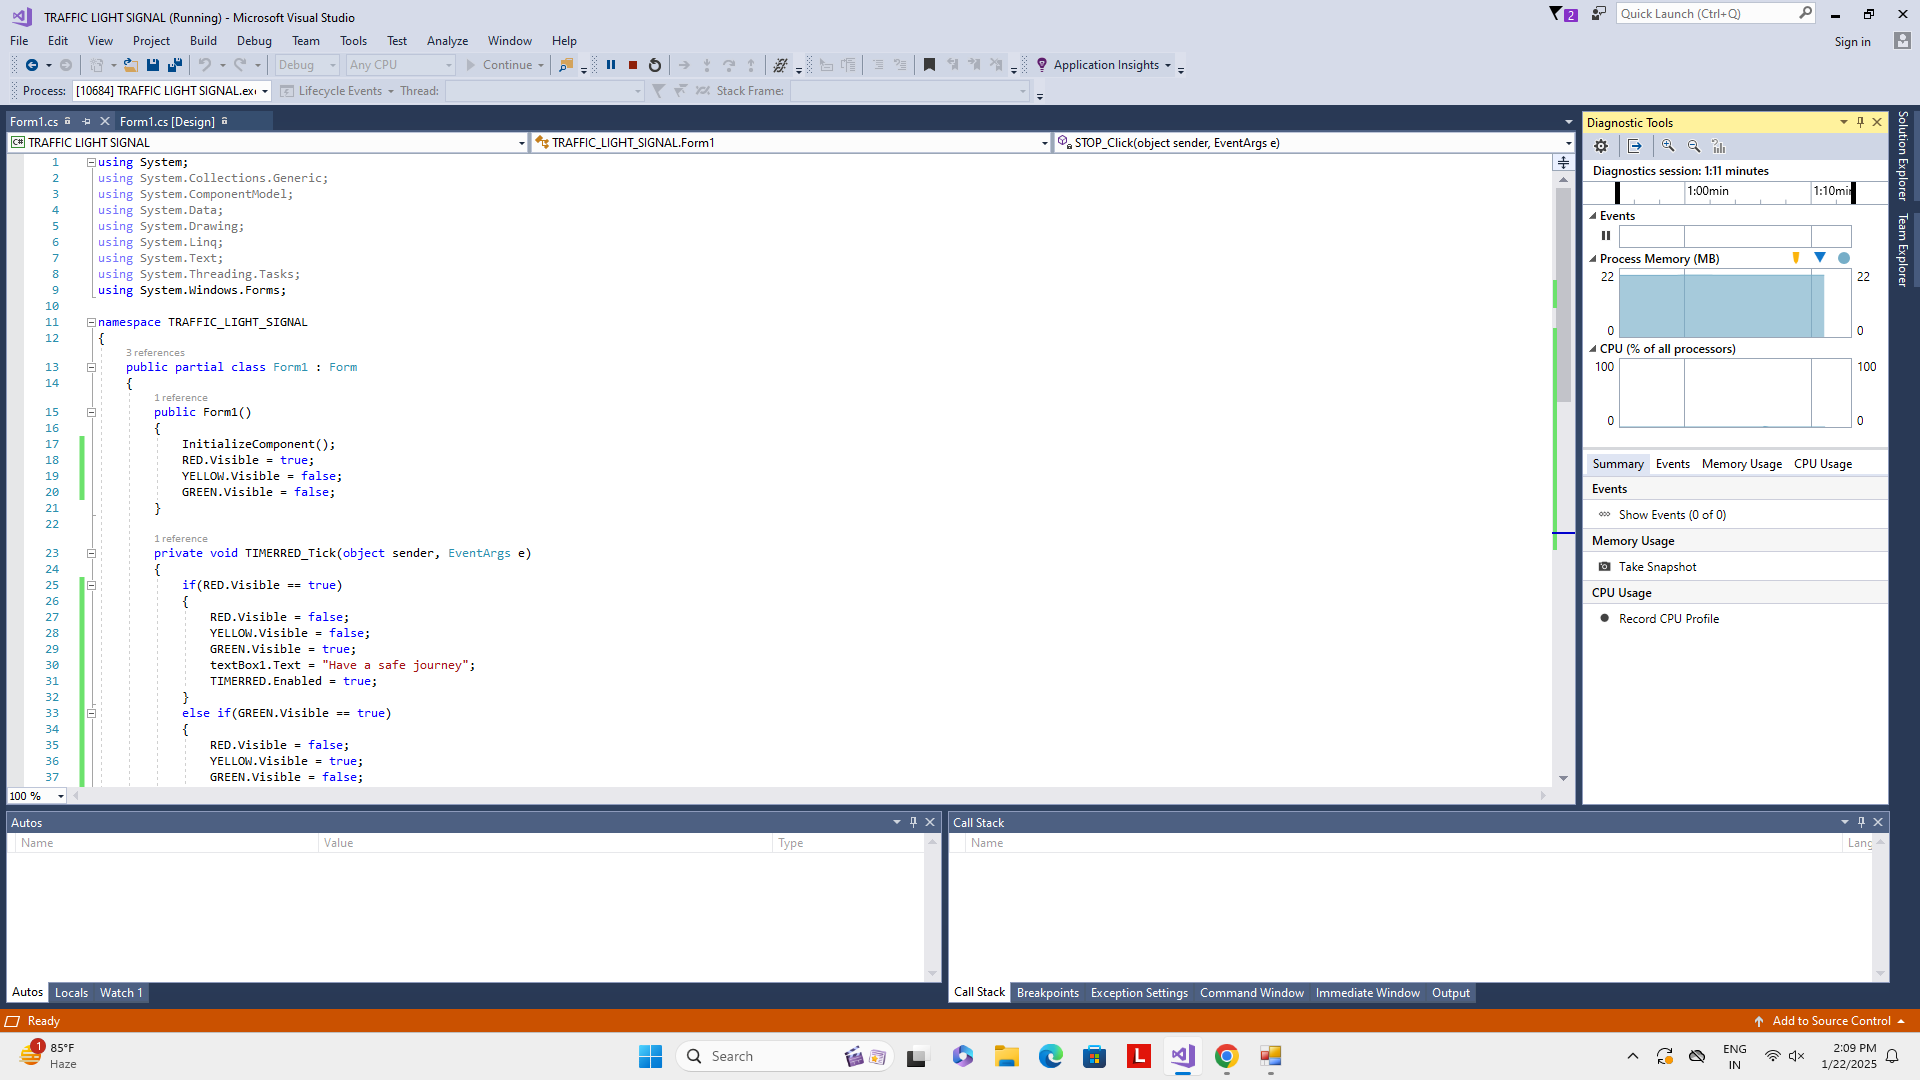 TRAFFIC LIGHT SIGNAL (Running) - Microsoft Visual Studio
2
Quick Launch (Ctrl+Q)
File Edit View Project Build Debug Team Tools Test Analyze Window Help
Sign in
Debug Any CPU Continue Application Insights
Process: [10684] TRAFFIC LIGHT SIGNAL.exe Lifecycle Events Thread: Stack Frame:
Form1.cs Form1.cs [Design]
C# TRAFFIC LIGHT SIGNAL TRAFFIC_LIGHT_SIGNAL.Form1 STOP_Click(object sender, EventArgs e)
1 using System;
2 using System.Collections.Generic;
3 using System.ComponentModel;
4 using System.Data;
5 using System.Drawing;
6 using System.Linq;
7 using System.Text;
8 using System.Threading.Tasks;
9 using System.Windows.Forms;
10
11 namespace TRAFFIC_LIGHT_SIGNAL
12 {
3 references
13 public partial class Form1 : Form
14 {
1 reference
15 public Form1()
16 {
17 InitializeComponent();
18 RED.Visible = true;
19 YELLOW.Visible = false;
20 GREEN.Visible = false;
21 }
22
1 reference
23 private void TIMERRED_Tick(object sender, EventArgs e)
24 {
25 if(RED.Visible == true)
26 {
27 RED.Visible = false;
28 YELLOW.Visible = false;
29 GREEN.Visible = true;
30 textBox1.Text = "Have a safe journey";
31 TIMERRED.Enabled = true;
32 }
33 else if(GREEN.Visible == true)
34 {
35 RED.Visible = false;
36 YELLOW.Visible = true;
37 GREEN.Visible = false;
100 %
Diagnostic Tools
Diagnostics session: 1:11 minutes
1:00min 1:10min
Events
Process Memory (MB)
22 22
0 0
CPU (% of all processors)
100 100
0 0
Summary Events Memory Usage CPU Usage
Events
Show Events (0 of 0)
Memory Usage
Take Snapshot
CPU Usage
Record CPU Profile
Solution Explorer
Team Explorer
Autos
Name Value Type
Autos Locals Watch 1
Call Stack
Name Lang
Call Stack Breakpoints Exception Settings Command Window Immediate Window Output
Ready
Add to Source Control
1
85°F
Haze
Search
L
ENG
IN
2:09 PM
1/22/2025